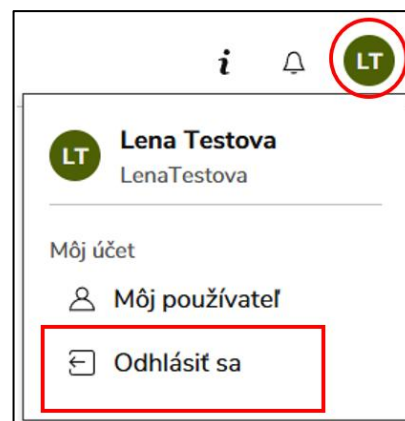 i
LT
LT
Lena Testova
LenaTestova
Môj účet
Môj používateľ
Odhlásiť sa